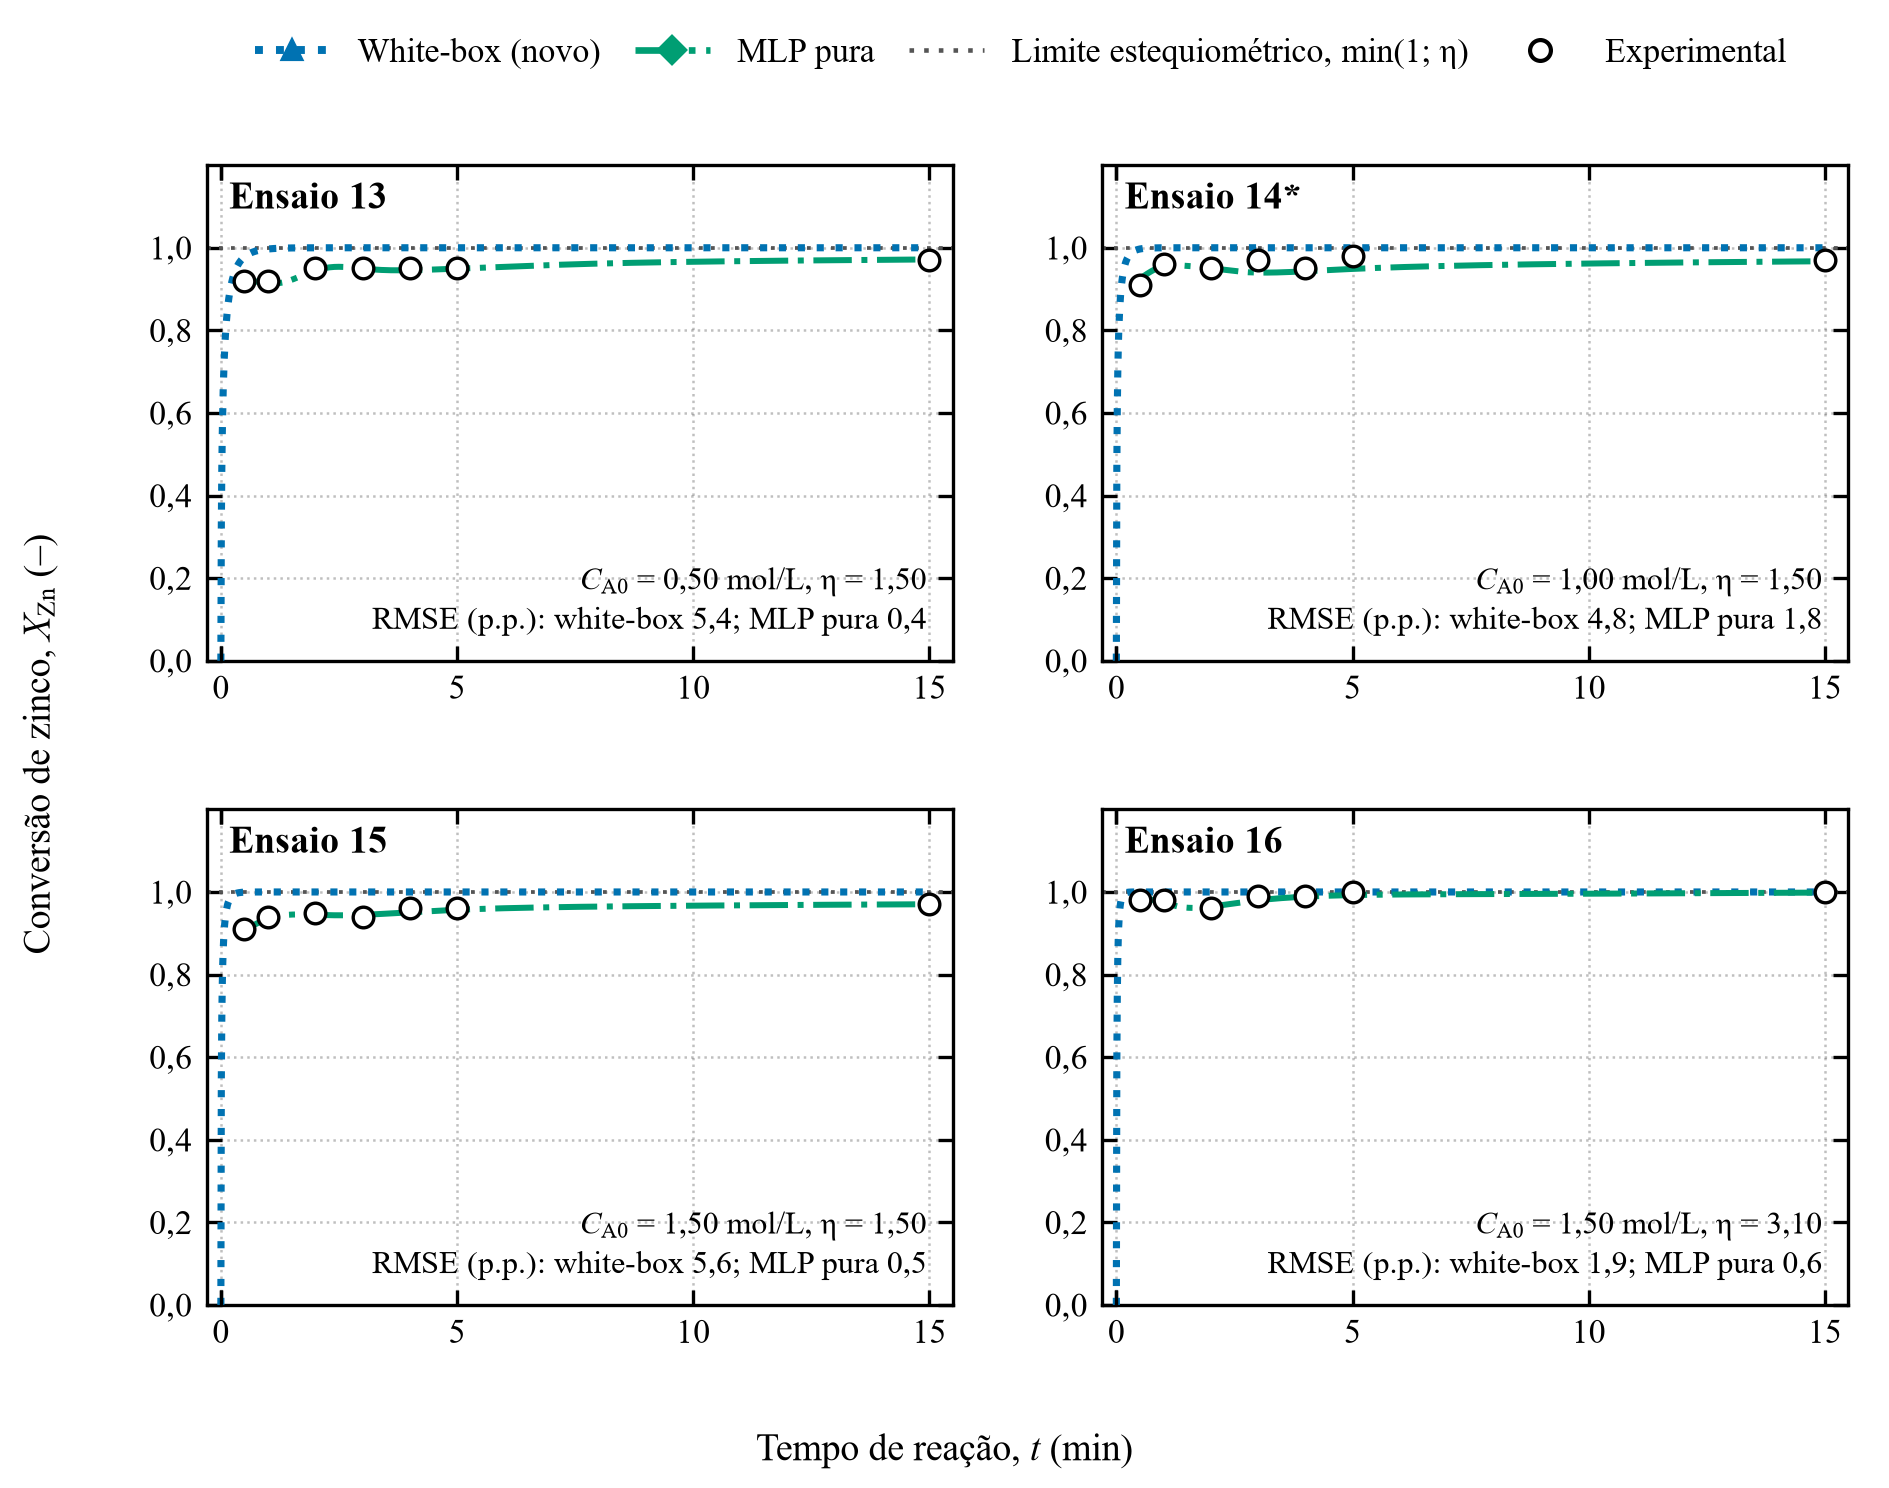 White-box (novo) MLP pura Limite estequiométrico, min(1; η) Experimental
Conversão de zinco, XZn (−)
Ensaio 13
1,0
0,8
0,6
0,4
0,2
0,0
CA0 = 0,50 mol/L, η = 1,50
RMSE (p.p.): white-box 5,4; MLP pura 0,4
0 5 10 15
Ensaio 14*
1,0
0,8
0,6
0,4
0,2
0,0
CA0 = 1,00 mol/L, η = 1,50
RMSE (p.p.): white-box 4,8; MLP pura 1,8
0 5 10 15
Ensaio 15
1,0
0,8
0,6
0,4
0,2
0,0
CA0 = 1,50 mol/L, η = 1,50
RMSE (p.p.): white-box 5,6; MLP pura 0,5
0 5 10 15
Ensaio 16
1,0
0,8
0,6
0,4
0,2
0,0
CA0 = 1,50 mol/L, η = 3,10
RMSE (p.p.): white-box 1,9; MLP pura 0,6
0 5 10 15
Tempo de reação, t (min)